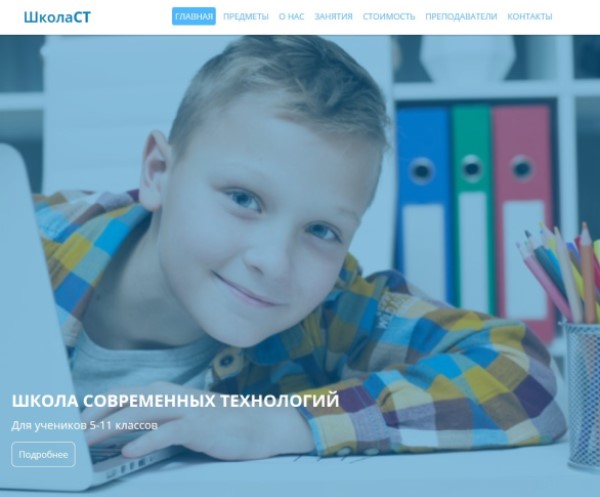 ШколаСТ
ГЛАВНАЯ ПРЕДМЕТЫ О НАС ЗАНЯТИЯ СТОИМОСТЬ ПРЕПОДАВАТЕЛИ КОНТАКТЫ
ШКОЛА СОВРЕМЕННЫХ ТЕХНОЛОГИЙ
Для учеников 5-11 классов
Подробнее